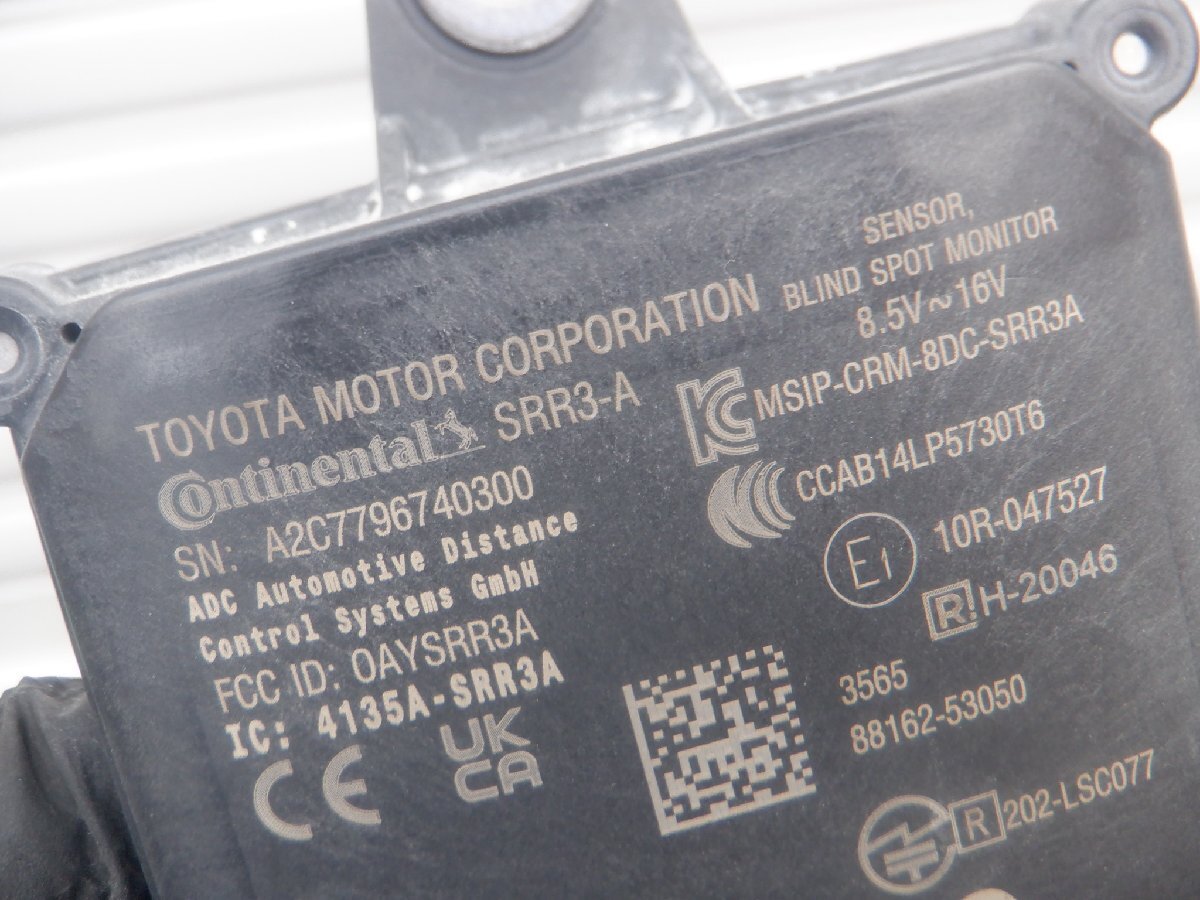 TOYOTA MOTOR CORPORATION
Continental SRR3-A
SN: A2C7796740300
ADC Automotive Distance
Control Systems GmbH
FCC ID: OAYSRR3A
IC: 4135A-SRR3A
CE
UK
CA
SENSOR,
BLIND SPOT MONITOR
8.5V~16V
MSIP-CRM-8DC-SRR3A
CCAB14LP5730T6
E1 10R-047527
R! H-20046
3565
88162-53050
R 202-LSC077